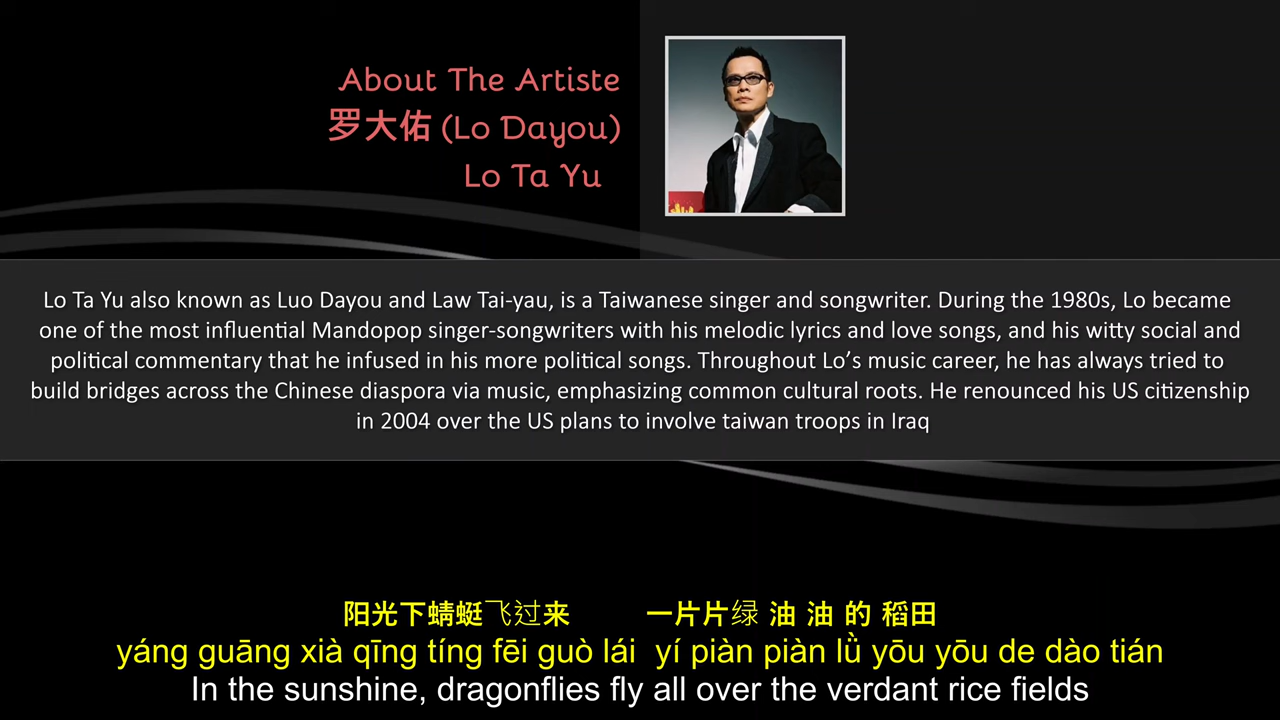 About The Artiste
罗大佑 (Lo Dayou)
Lo Ta Yu
Lo Ta Yu also known as Luo Dayou and Law Tai-yau, is a Taiwanese singer and songwriter. During the 1980s, Lo became
one of the most influential Mandopop singer-songwriters with his melodic lyrics and love songs, and his witty social and
political commentary that he infused in his more political songs. Throughout Lo’s music career, he has always tried to
build bridges across the Chinese diaspora via music, emphasizing common cultural roots. He renounced his US citizenship
in 2004 over the US plans to involve taiwan troops in Iraq
阳光下蜻蜓飞过来 一片片绿 油 油 的 稻田
yáng guāng xià qīng tíng fēi guò lái yí piàn piàn lǜ yōu yōu de dào tián
In the sunshine, dragonflies fly all over the verdant rice fields